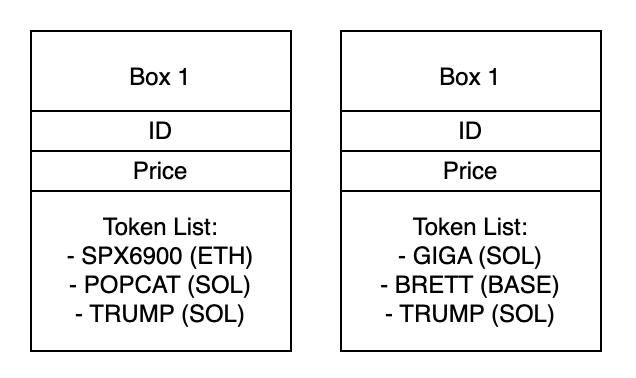 Box 1
ID
Price
Token List:
- SPX6900 (ETH)
- POPCAT (SOL)
- TRUMP (SOL)
Box 1
ID
Price
Token List:
- GIGA (SOL)
- BRETT (BASE)
- TRUMP (SOL)